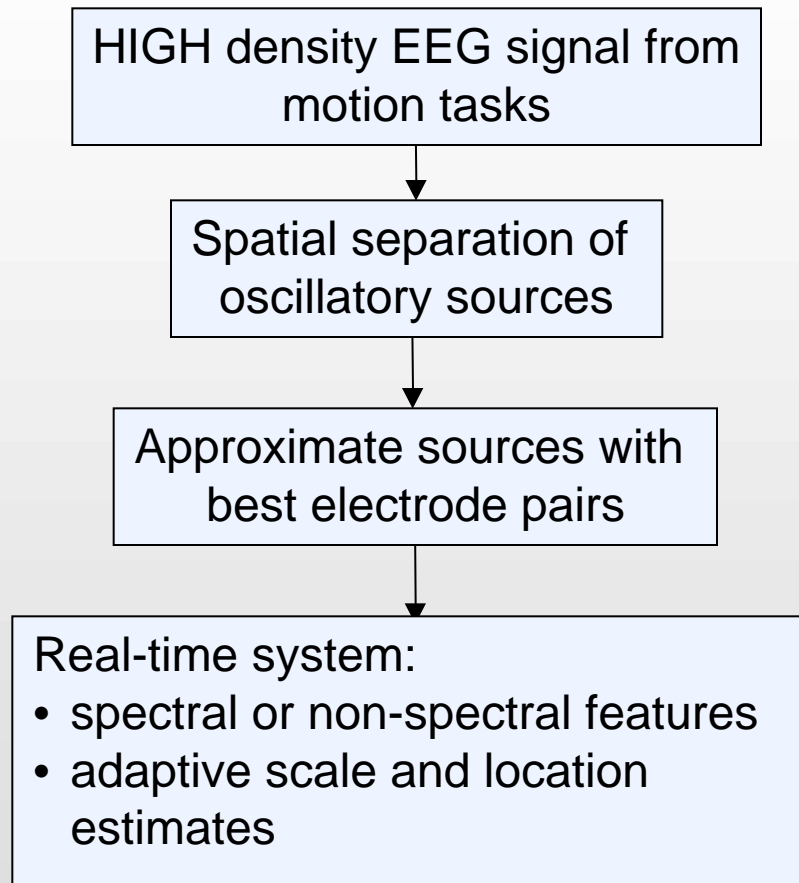 HIGH density EEG signal from
motion tasks
Spatial separation of
oscillatory sources
Approximate sources with
best electrode pairs
Real-time system:
• spectral or non-spectral features
• adaptive scale and location
estimates